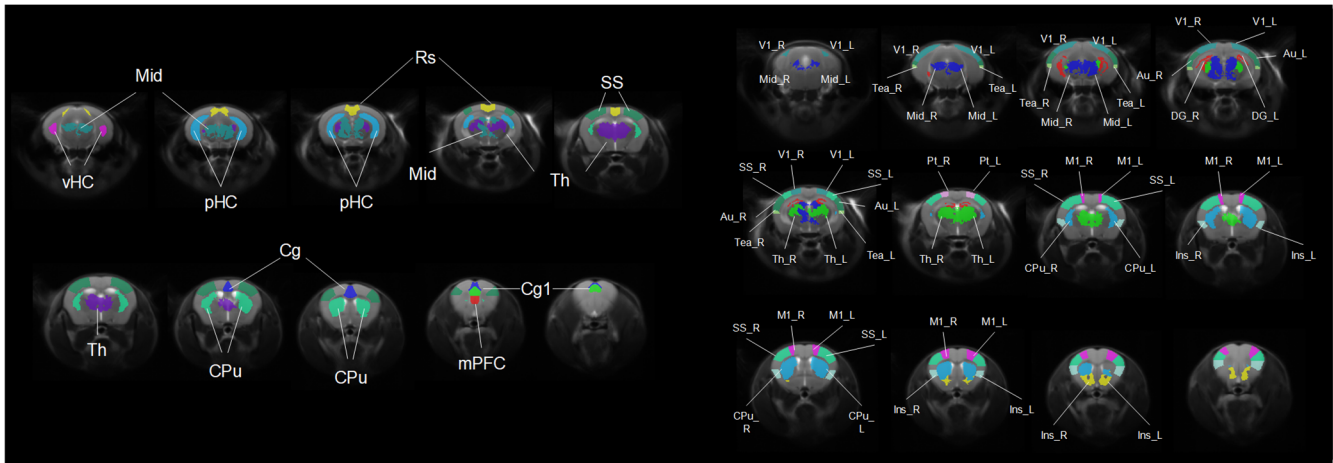 Mid
Rs
SS
vHC
pHC
pHC
Mid
Th
Cg
Cg1
Th
CPu
CPu
mPFC
V1_R V1_L
Mid_R Mid_L
V1_R V1_L
Tea_R Tea_L
Mid_R Mid_L
V1_R V1_L
Tea_R Tea_L
Mid_R Mid_L
V1_R V1_L
Au_L
Au_R
DG_R DG_L
V1_R V1_L
SS_R SS_L
Au_R Au_L
Tea_R Tea_L
Th_R Th_L
Pt_R Pt_L
Th_R Th_L
M1_R M1_L
SS_R SS_L
CPu_R CPu_L
M1_R M1_L
Ins_R Ins_L
M1_R M1_L
SS_R SS_L
CPu_R
CPu_L
M1_R M1_L
Ins_R Ins_L
Ins_R Ins_L